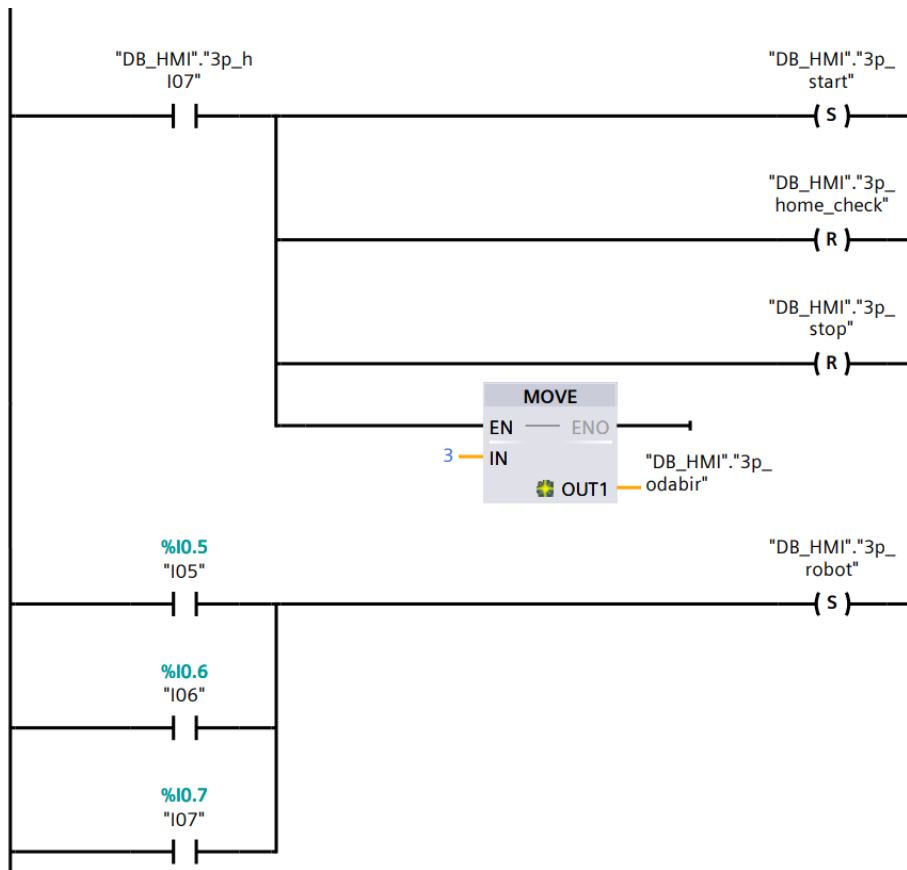 "DB_HMI"."3p_h
I07"
"DB_HMI"."3p_
start"
S
"DB_HMI"."3p_
home_check"
R
"DB_HMI"."3p_
stop"
R
MOVE
EN
ENO
3
IN
OUT1
"DB_HMI"."3p_
odabir"
%I0.5
"I05"
"DB_HMI"."3p_
robot"
S
%I0.6
"I06"
%I0.7
"I07"